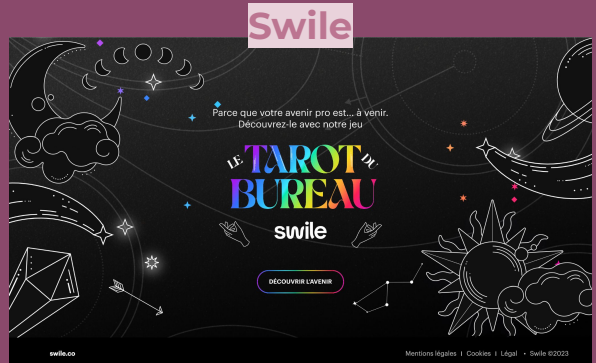 Swile
Parce que votre avenir pro est... à venir.
Découvrez-le avec notre jeu
LE TAROT DU
BUREAU
swile
DÉCOUVRIR L'AVENIR
swile.co
Mentions légales I Cookies I Légal • Swile ©2023